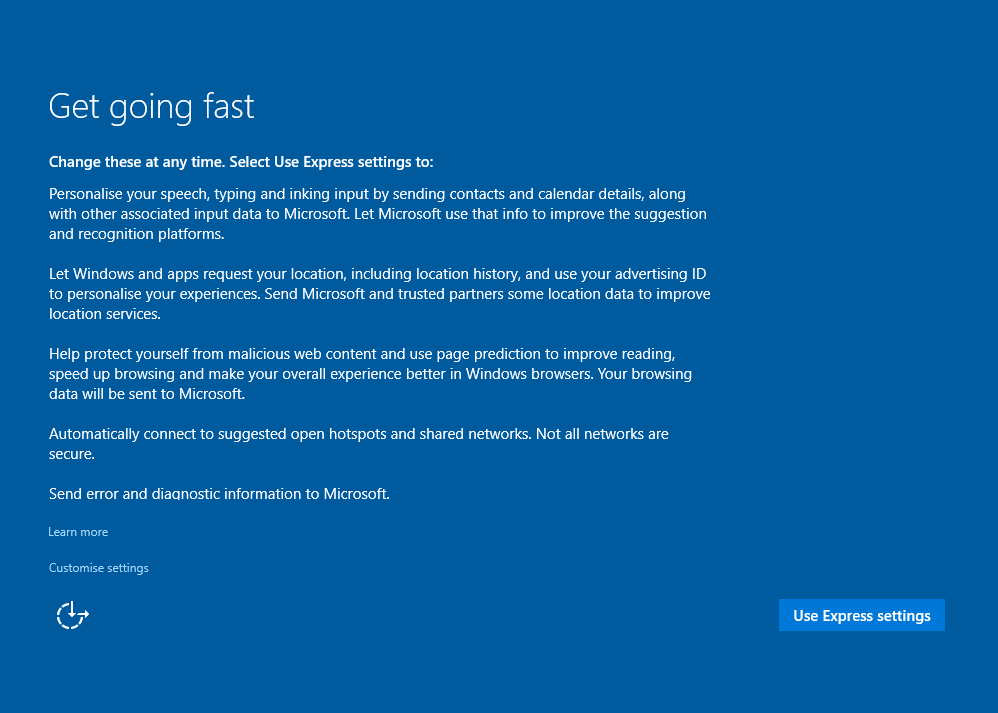 Get going fast
Change these at any time. Select Use Express settings to:
Personalise your speech, typing and inking input by sending contacts and calendar details, along
with other associated input data to Microsoft. Let Microsoft use that info to improve the suggestion
and recognition platforms.
Let Windows and apps request your location, including location history, and use your advertising ID
to personalise your experiences. Send Microsoft and trusted partners some location data to improve
location services.
Help protect yourself from malicious web content and use page prediction to improve reading,
speed up browsing and make your overall experience better in Windows browsers. Your browsing
data will be sent to Microsoft.
Automatically connect to suggested open hotspots and shared networks. Not all networks are
secure.
Send error and diagnostic information to Microsoft.
Learn more
Customise settings
Use Express settings